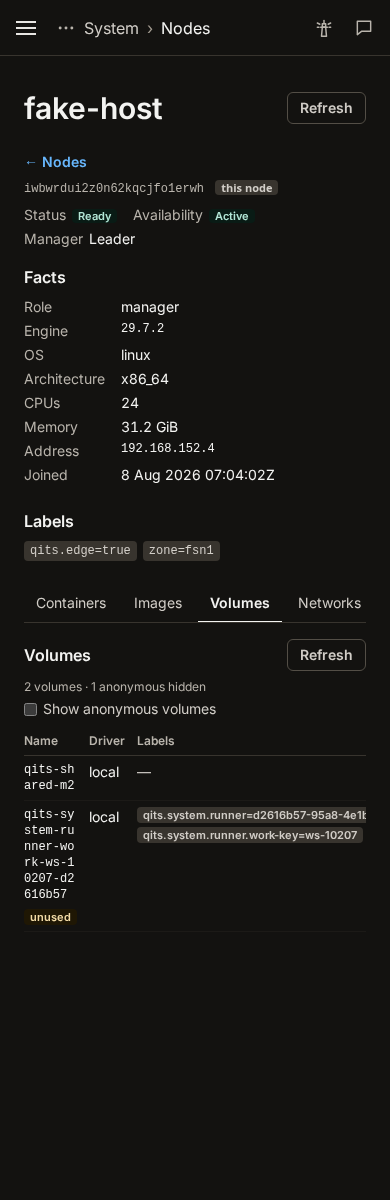 System › Nodes
fake-host
Refresh
← Nodes
iwbwrdui2z0n62kqcjfo1erwh this node
Status Ready Availability Active
Manager Leader
Facts
Role manager
Engine 29.7.2
OS linux
Architecture x86_64
CPUs 24
Memory 31.2 GiB
Address 192.168.152.4
Joined 8 Aug 2026 07:04:02Z
Labels
qits.edge=true zone=fsn1
Containers Images Volumes Networks
Volumes
Refresh
2 volumes · 1 anonymous hidden
Show anonymous volumes
Name Driver Labels
qits-sh local —
ared-m2
qits-sy local qits.system.runner=d2616b57-95a8-4e1b
stem-ru qits.system.runner.work-key=ws-10207
nner-wo
rk-ws-1
0207-d2
616b57
unused